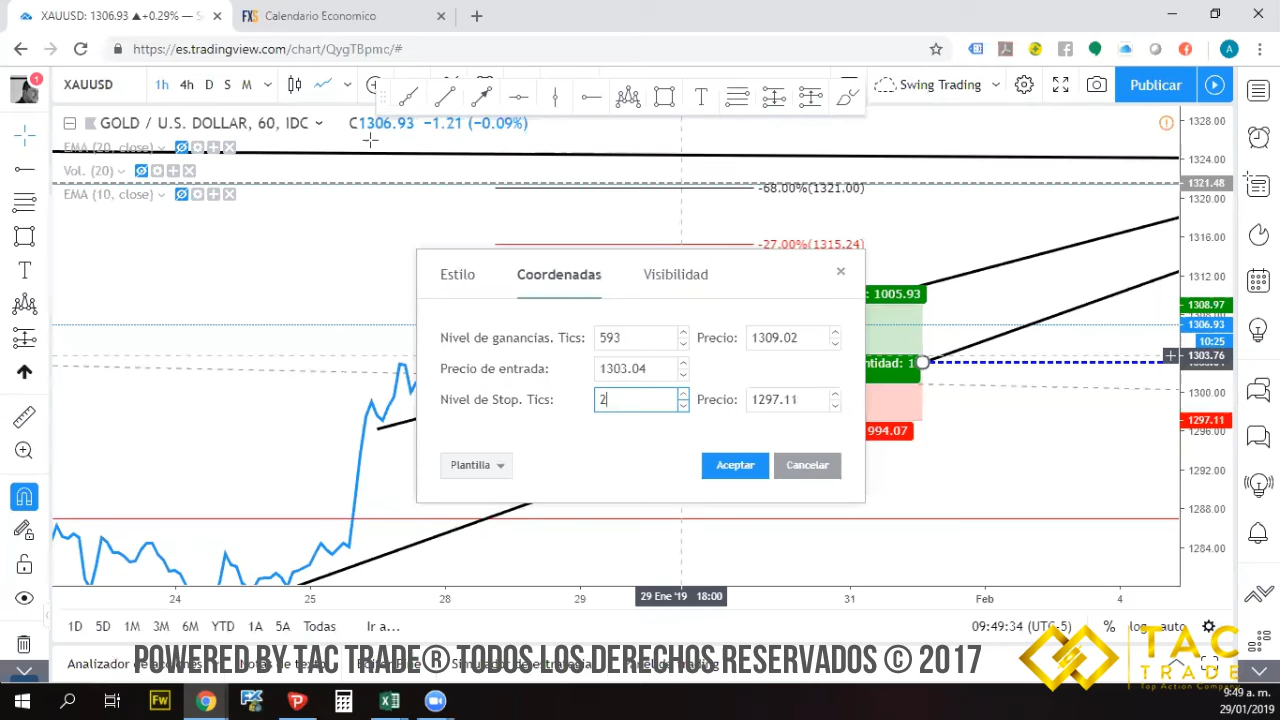 XAUUSD: 1306.93 ▲+0.29% —
Calendario Economico
https://es.tradingview.com/chart/QygTBpmc/#
A
1
XAUUSD 1h 4h D S M
Swing Trading
Publicar
GOLD / U.S. DOLLAR, 60, IDC C1306.93 −1.21 (−0.09%)
EMA (20, close)
Vol. (20)
EMA (10, close)
-68.00%(1321.00)
-27.00%(1315.24)
Estilo Coordenadas Visibilidad
Nivel de ganancias. Tics: 593 Precio: 1309.02
Precio de entrada: 1303.04
Nivel de Stop. Tics: 2 Precio: 1297.11
Plantilla Aceptar Cancelar
: 1005.93
ntidad: 1
994.07
1328.00
1324.00
1321.48
1320.00
1316.00
1312.00
1308.97
1306.93
10:25
1303.76
1300.00
1297.11
1296.00
1292.00
1288.00
1284.00
24 25 28 29 29 Ene '19 18:00 31 Feb 4
1D 5D 1M 3M 6M YTD 1A 5A Todas Ir a... 09:49:34 (UTC-5) % log auto
POWERED BY TAC TRADE® TODOS LOS DERECHOS RESERVADOS © 2017
TAC
TRADE
Top Action Company
Fw
9:49 a. m.
29/01/2019